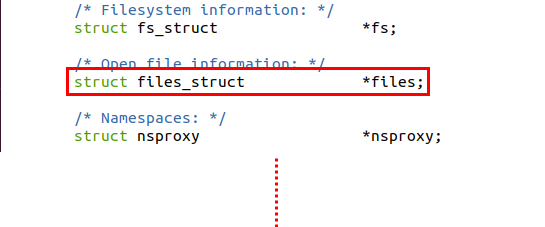 /* Filesystem information: */
struct fs_struct *fs;
/* Open file information: */
struct files_struct *files;
/* Namespaces: */
struct nsproxy *nsproxy;